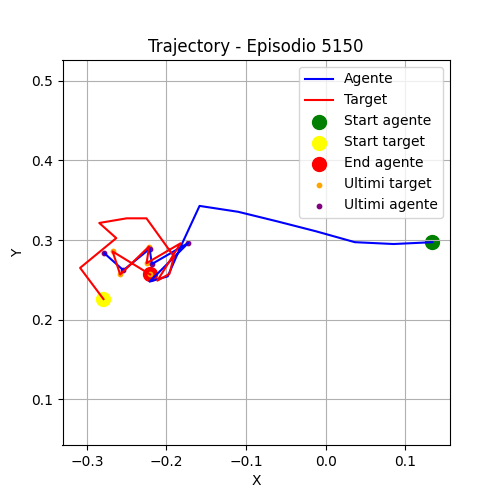 Trajectory - Episodio 5150
Agente
Target
Start agente
Start target
End agente
Ultimi target
Ultimi agente
0.5
0.4
0.3
0.2
0.1
Y
−0.3 −0.2 −0.1 0.0 0.1
X